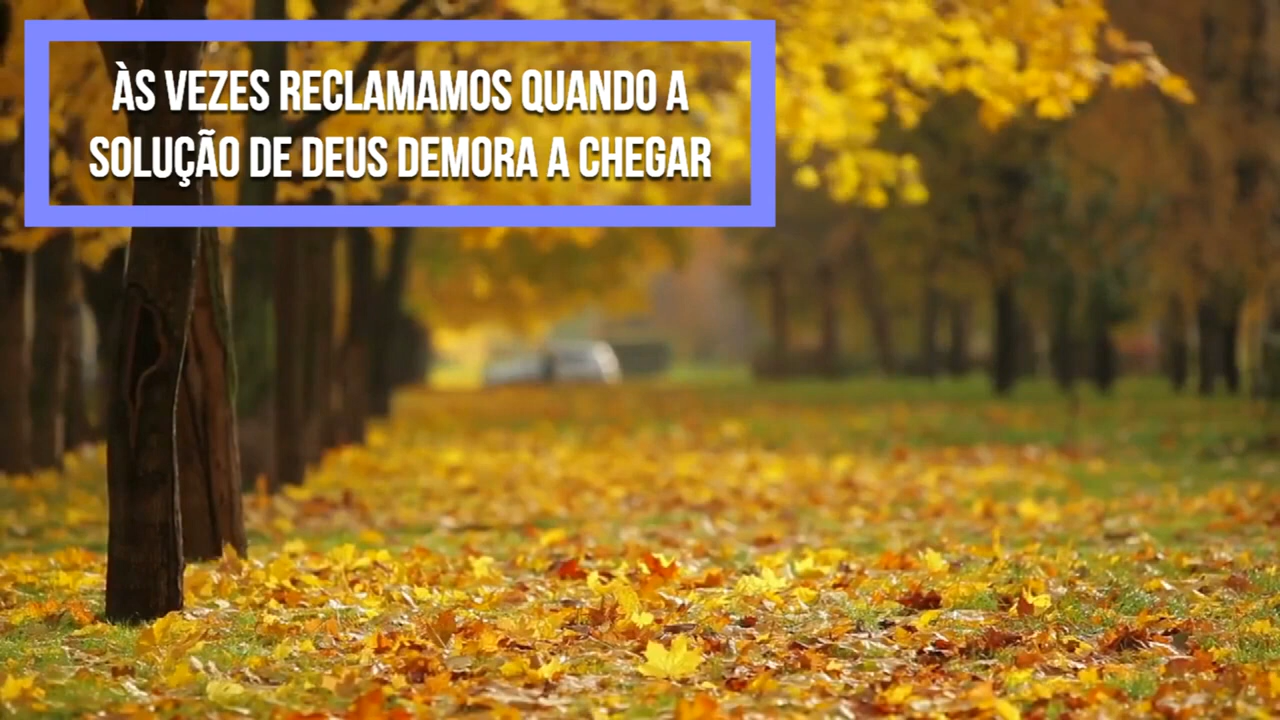 ÀS VEZES RECLAMAMOS QUANDO A
SOLUÇÃO DE DEUS DEMORA A CHEGAR